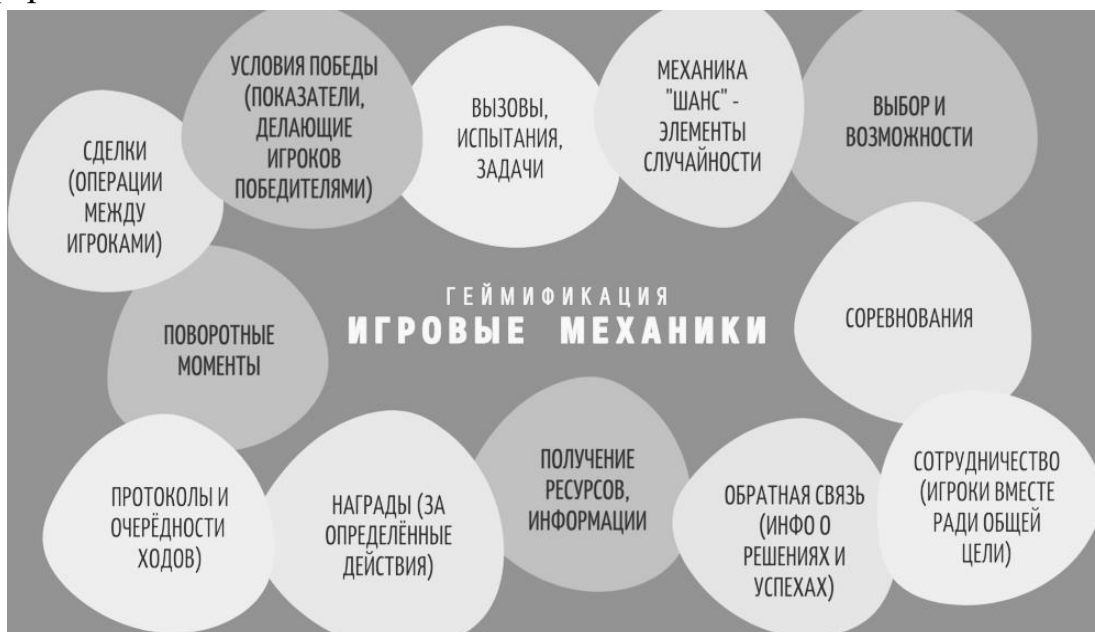 УСЛОВИЯ ПОБЕДЫ
(ПОКАЗАТЕЛИ,
ДЕЛАЮЩИЕ
ИГРОКОВ
ПОБЕДИТЕЛЯМИ)
ВЫЗОВЫ,
ИСПЫТАНИЯ,
ЗАДАЧИ
МЕХАНИКА
"ШАНС" -
ЭЛЕМЕНТЫ
СЛУЧАЙНОСТИ
ВЫБОР И
ВОЗМОЖНОСТИ
СДЕЛКИ
(ОПЕРАЦИИ
МЕЖДУ
ИГРОКАМИ)
ГЕЙМИФИКАЦИЯ
ИГРОВЫЕ МЕХАНИКИ
СОРЕВНОВАНИЯ
ПОВОРОТНЫЕ
МОМЕНТЫ
ПРОТОКОЛЫ И
ОЧЕРЁДНОСТИ
ХОДОВ)
НАГРАДЫ (ЗА
ОПРЕДЕЛЁННЫЕ
ДЕЙСТВИЯ)
ПОЛУЧЕНИЕ
РЕСУРСОВ,
ИНФОРМАЦИИ
ОБРАТНАЯ СВЯЗЬ
(ИНФО О
РЕШЕНИЯХ И
УСПЕХАХ)
СОТРУДНИЧЕСТВО
(ИГРОКИ ВМЕСТЕ
РАДИ ОБЩЕЙ
ЦЕЛИ)